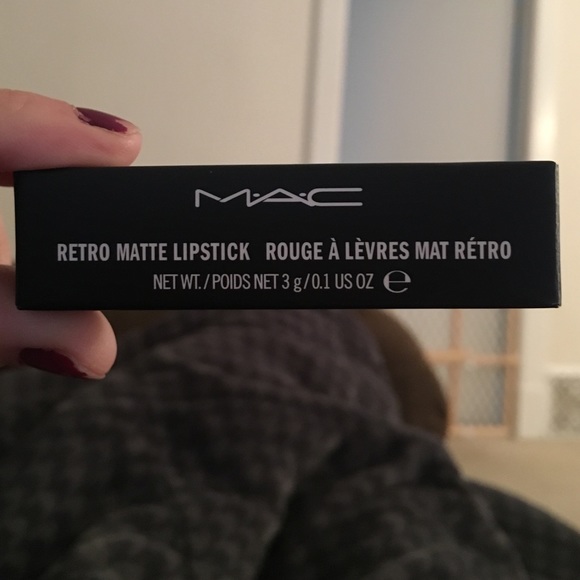 M·A·C
RETRO MATTE LIPSTICK ROUGE À LÈVRES MAT RÉTRO
NET WT. / POIDS NET 3 g / 0.1 US OZ ℮